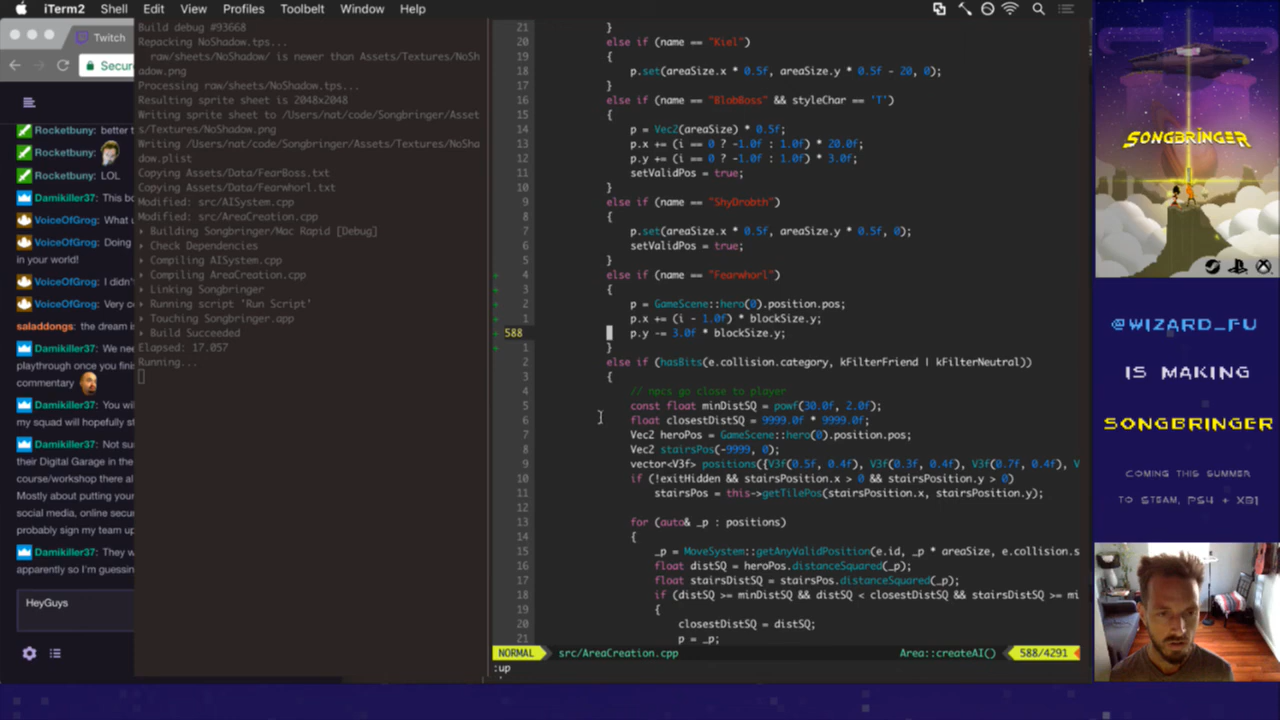 iTerm2 Shell Edit View Profiles Toolbelt Window Help
Twitch
Secur
Rocketbuny: better t
Rocketbuny:
Rocketbuny: LOL
Damikiller37: This bo
VoiceOfGrog: What u
VoiceOfGrog: Doing
in your world!
VoiceOfGrog: I didn'
VoiceOfGrog: Very c
saladdongs: the dream is
Damikiller37: We nee
playthrough once you finis
commentary
Damikiller37: You wil
my squad will hopefully st
Damikiller37: Not sur
their Digital Garage in the
course/workshop there al
Mostly about putting your
social media, online secur
probably sign my team up
Damikiller37: They w
apparently so I'm guessin
HeyGuys
Build debug #93668
Repacking NoShadow.tps...
raw/sheets/NoShadow/ is newer than Assets/Textures/NoSh
adow.png
Processing raw/sheets/NoShadow.tps...
Resulting sprite sheet is 2048x2048
Writing sprite sheet to /Users/nat/code/Songbringer/Asset
s/Textures/NoShadow.png
Writing /Users/nat/code/Songbringer/Assets/Textures/NoSha
dow.plist
Copying Assets/Data/FearBoss.txt
Copying Assets/Data/Fearwhorl.txt
Modified: src/AISystem.cpp
Modified: src/AreaCreation.cpp
Building Songbringer/Mac Rapid [Debug]
Check Dependencies
Compiling AISystem.cpp
Compiling AreaCreation.cpp
Linking Songbringer
Running script 'Run Script'
Touching Songbringer.app
Build Succeeded
Elapsed: 17.057
Running...
21 }
20 else if (name == "Kiel")
19 {
18 p.set(areaSize.x * 0.5f, areaSize.y * 0.5f - 20, 0);
17 }
16 else if (name == "BlobBoss" && styleChar == 'T')
15 {
14 p = Vec2(areaSize) * 0.5f;
13 p.x += (i == 0 ? -1.0f : 1.0f) * 20.0f;
12 p.y += (i == 0 ? -1.0f : 1.0f) * 3.0f;
11 setValidPos = true;
10 }
9 else if (name == "ShyDrobth")
8 {
7 p.set(areaSize.x * 0.5f, areaSize.y * 0.5f, 0);
6 setValidPos = true;
5 }
4 else if (name == "Fearwhorl")
3 {
2 p = GameScene::hero(0).position.pos;
1 p.x += (i - 1.0f) * blockSize.x;
588 p.y -= 3.0f * blockSize.y;
1 }
2 else if (hasBits(e.collision.category, kFilterFriend | kFilterNeutral))
3 {
4 // npcs go close to player
5 const float minDistSQ = powf(30.0f, 2.0f);
6 float closestDistSQ = 9999.0f * 9999.0f;
7 Vec2 heroPos = GameScene::hero(0).position.pos;
8 Vec2 stairsPos(-9999, 0);
9 vector<V3f> positions({V3f(0.5f, 0.4f), V3f(0.3f, 0.4f), V3f(0.7f, 0.4f), V
10 if (!exitHidden && stairsPosition.x > 0 && stairsPosition.y > 0)
11 stairsPos = this->getTilePos(stairsPosition.x, stairsPosition.y);
12
13 for (auto& _p : positions)
14 {
15 _p = MoveSystem::getAnyValidPosition(e.id, _p * areaSize, e.collision.s
16 float distSQ = heroPos.distanceSquared(_p);
17 float stairsDistSQ = stairsPos.distanceSquared(_p);
18 if (distSQ >= minDistSQ && distSQ < closestDistSQ && stairsDistSQ >= mi
19 {
20 closestDistSQ = distSQ;
21 p = _p;
NORMAL src/AreaCreation.cpp Area::createAI() 588/4291
:up
SONGBRINGER
@WIZARD_FU
IS MAKING
SONGBRINGER
COMING THIS SUMMER
TO STEAM, PS4 + XB1